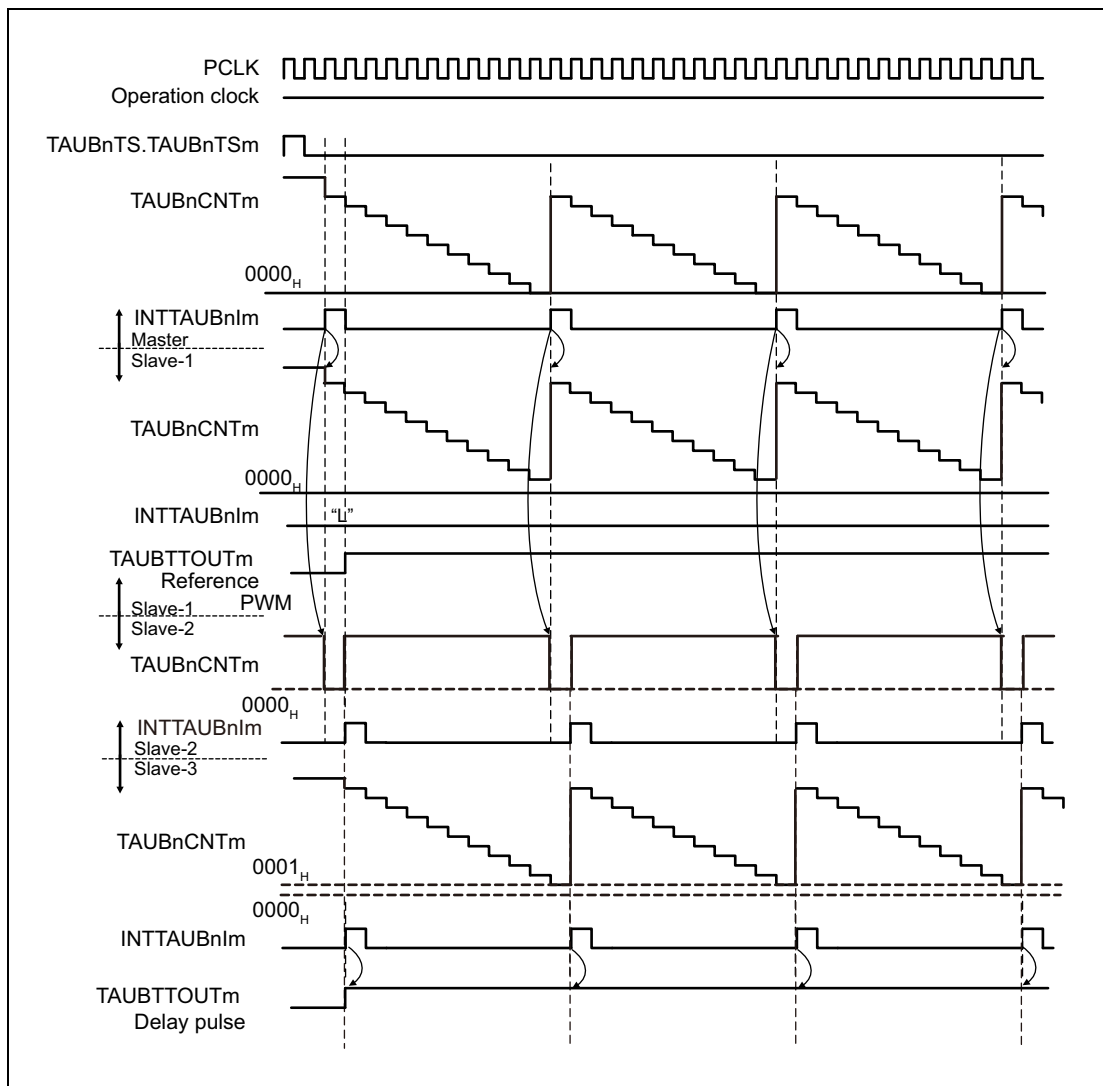 PCLK
Operation clock
TAUBnTS.TAUBnTSm
TAUBnCNTm
0000H
INTTAUBnIm
Master
Slave-1
TAUBnCNTm
0000H
INTTAUBnIm
“L”
TAUBTTOUTm
Reference
PWM
Slave-1
Slave-2
TAUBnCNTm
0000H
INTTAUBnIm
Slave-2
Slave-3
TAUBnCNTm
0001H
0000H
INTTAUBnIm
TAUBTTOUTm
Delay pulse